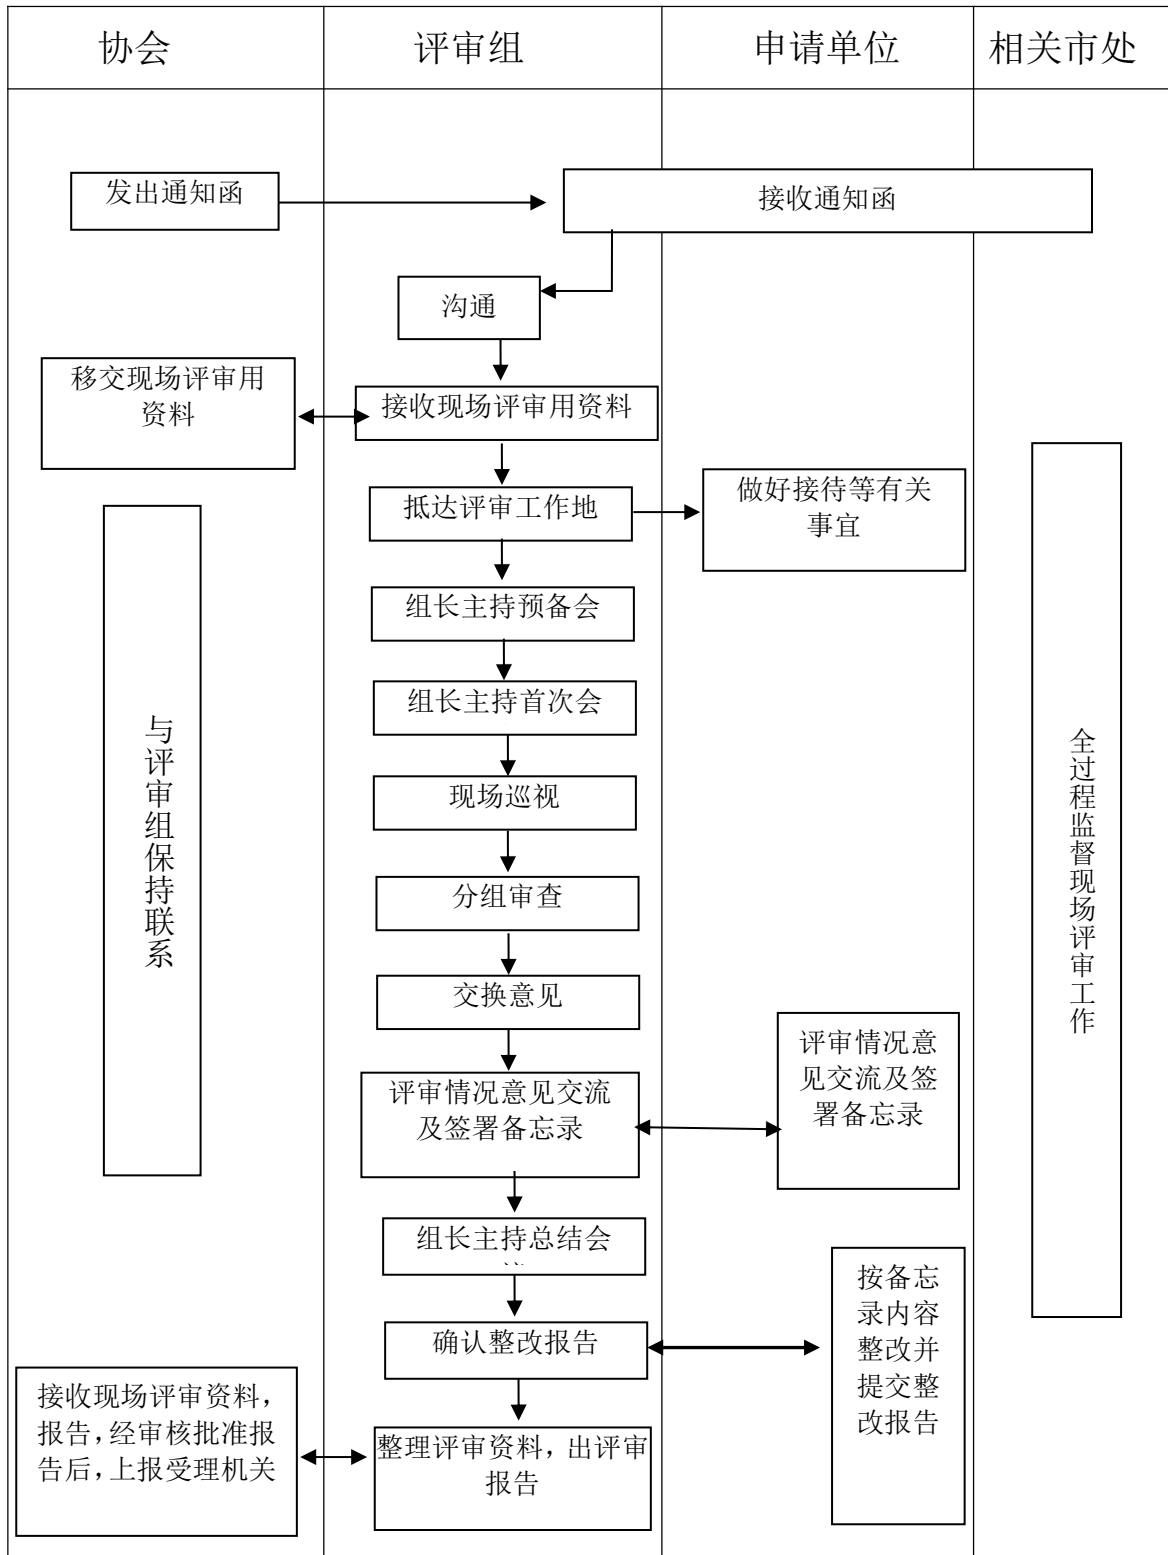 协会
评审组
申请单位
相关市处
发出通知函
接收通知函
沟通
移交现场评审用
资料
接收现场评审用资料
抵达评审工作地
做好接待等有关
事宜
组长主持预备会
组长主持首次会
与评审组保持联系
全过程监督现场评审工作
现场巡视
分组审查
交换意见
评审情况意见交流
及签署备忘录
评审情况意
见交流及签
署备忘录
组长主持总结会
按备忘
录内容
整改并
提交整
改报告
确认整改报告
接收现场评审资料，
报告，经审核批准报
告后，上报受理机关
整理评审资料，出评审
报告